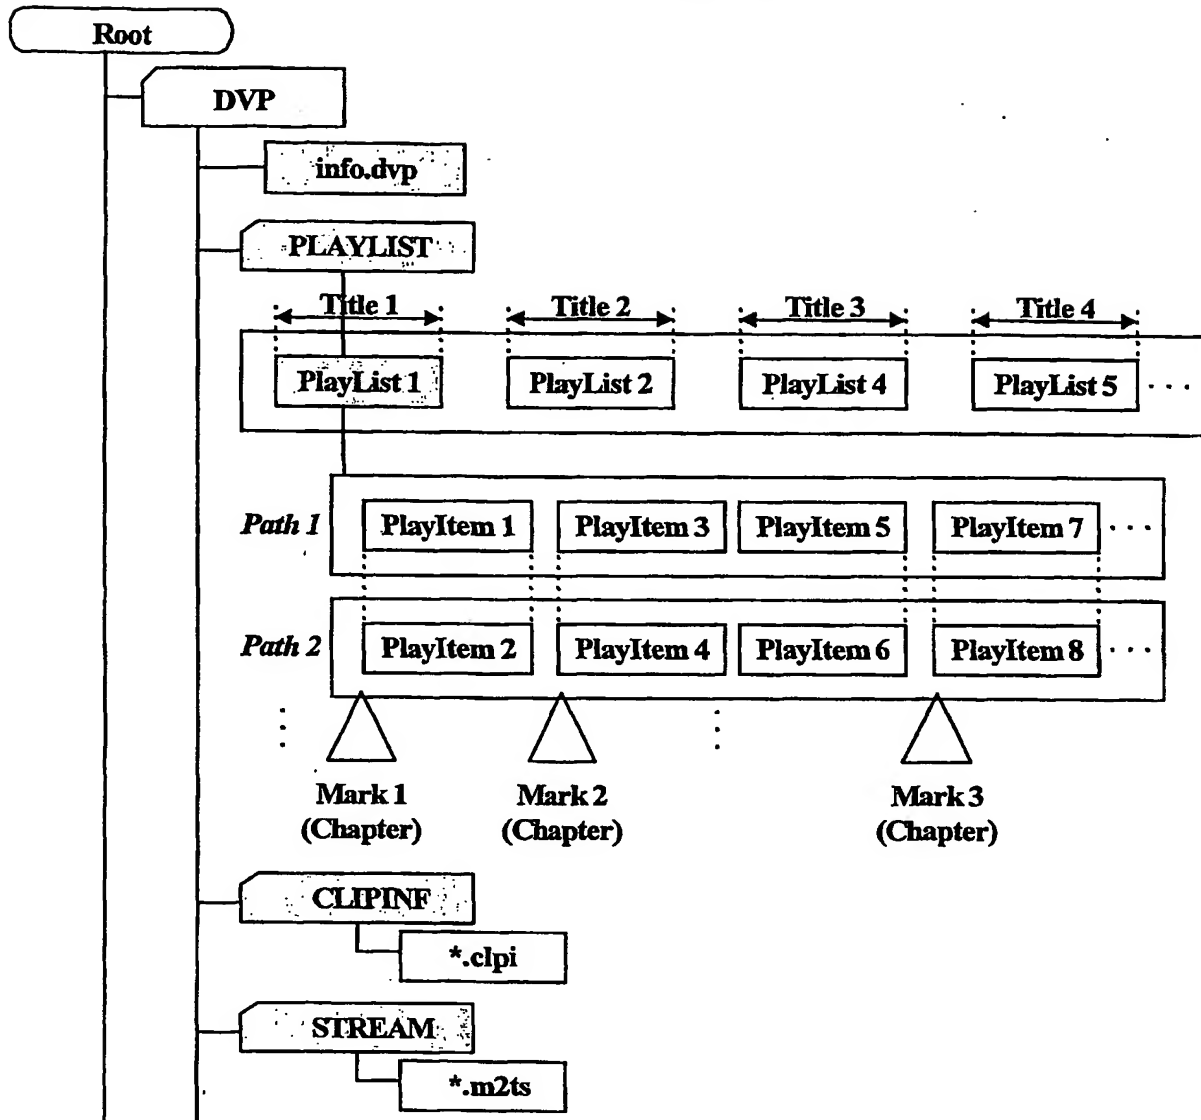 Root
DVP
info.dvp
PLAYLIST
Title 1 Title 2 Title 3 Title 4
PlayList 1 PlayList 2 PlayList 4 PlayList 5 ...
Path 1 PlayItem 1 PlayItem 3 PlayItem 5 PlayItem 7 ...
Path 2 PlayItem 2 PlayItem 4 PlayItem 6 PlayItem 8 ...
Mark 1 Mark 2 Mark 3
(Chapter) (Chapter) (Chapter)
CLIPINF
*.clpi
STREAM
*.m2ts